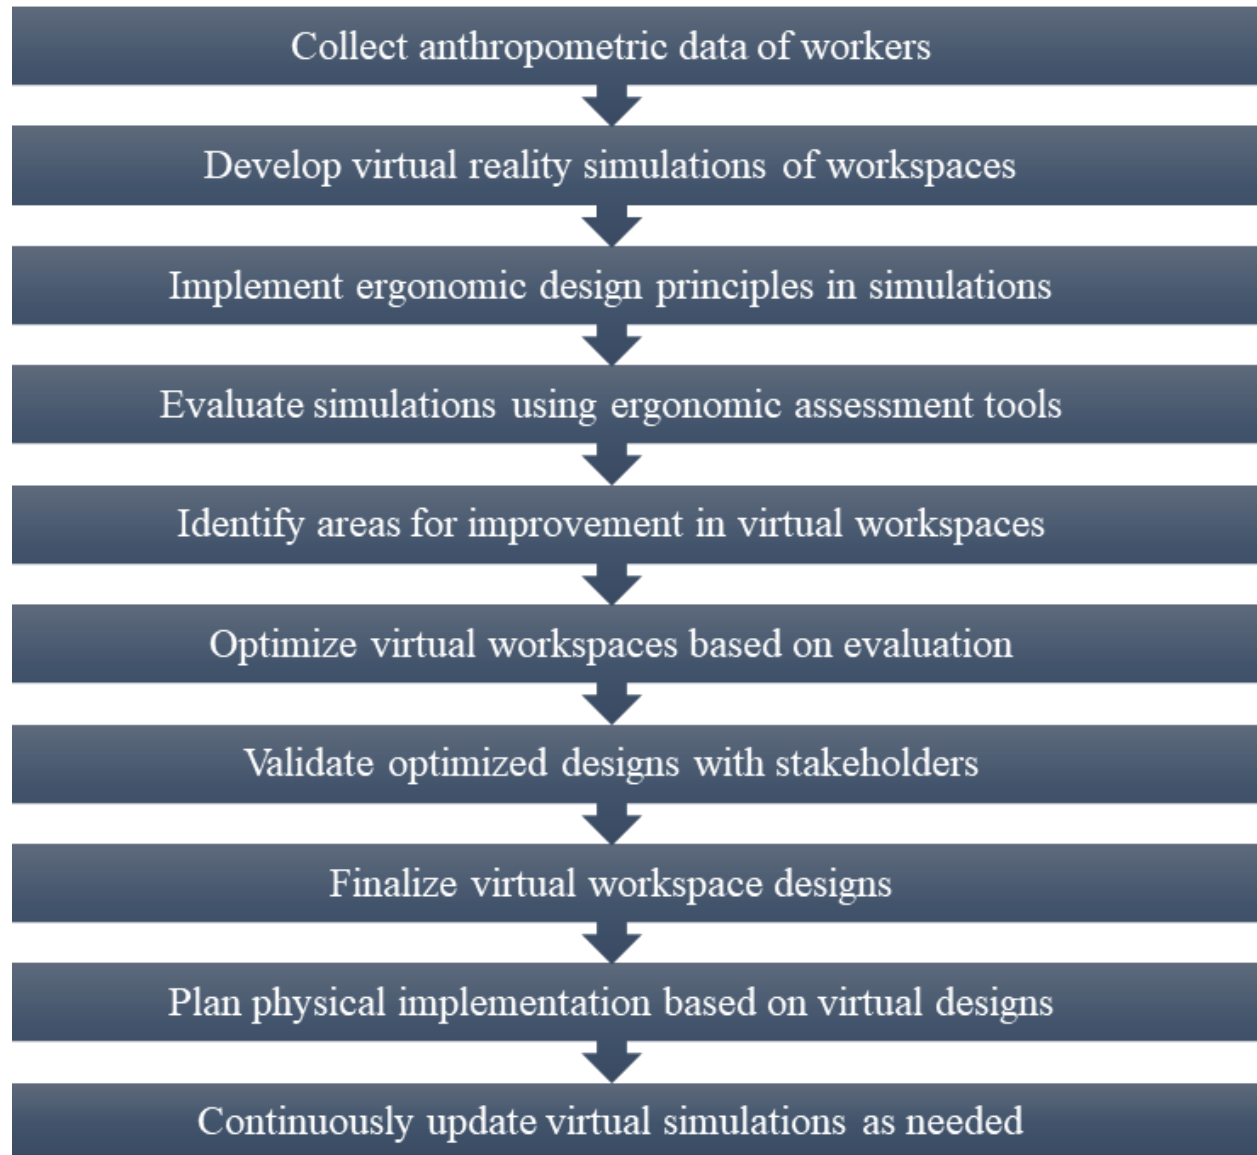 Collect anthropometric data of workers
Develop virtual reality simulations of workspaces
Implement ergonomic design principles in simulations
Evaluate simulations using ergonomic assessment tools
Identify areas for improvement in virtual workspaces
Optimize virtual workspaces based on evaluation
Validate optimized designs with stakeholders
Finalize virtual workspace designs
Plan physical implementation based on virtual designs
Continuously update virtual simulations as needed